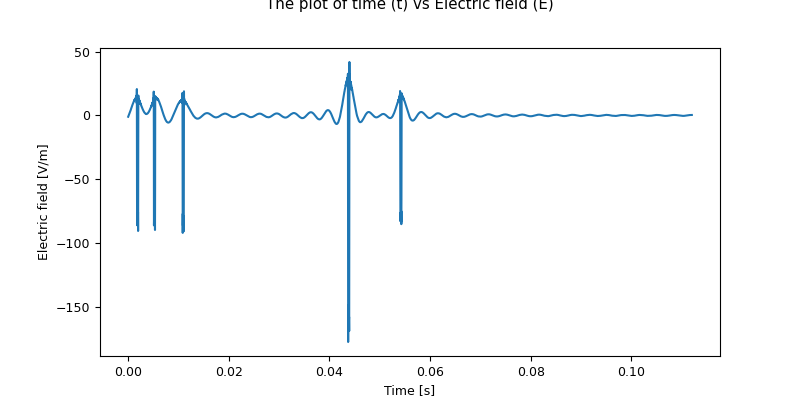 The plot of time (t) vs Electric field (E)
50
0
−50
−100
−150
Electric field [V/m]
0.00 0.02 0.04 0.06 0.08 0.10
Time [s]